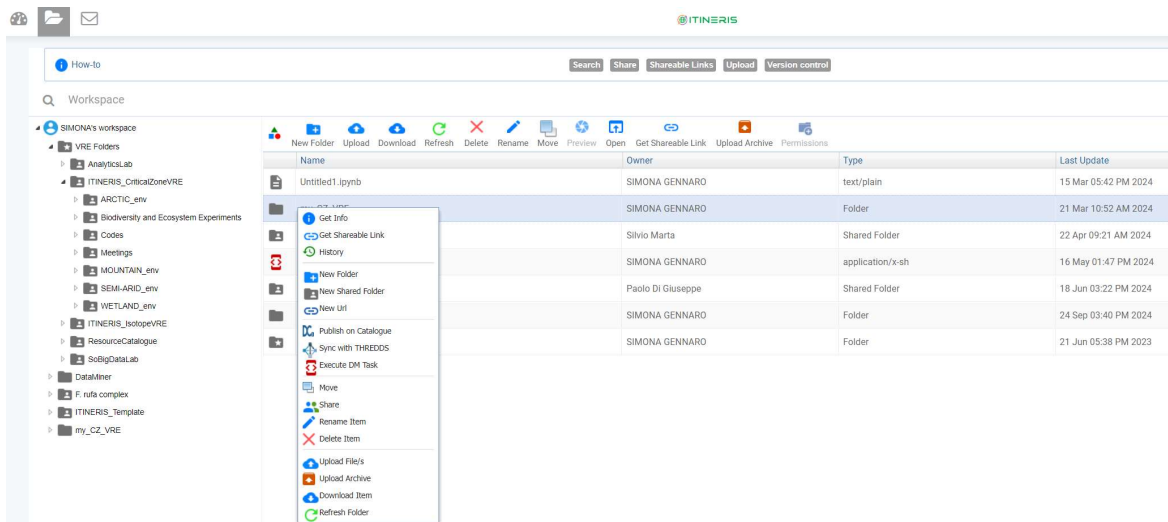 ITINERIS
How-to
Search Share Shareable Links Upload Version control
Workspace
SIMONA's workspace
VRE Folders
AnalyticsLab
ITINERIS_CriticalZoneVRE
ARCTIC_env
Biodiversity and Ecosystem Experiments
Codes
Meetings
MOUNTAIN_env
SEMI-ARID_env
WETLAND_env
ITINERIS_IsotopeVRE
ResourceCatalogue
SoBigDataLab
DataMiner
F. rufa complex
ITINERIS_Template
my_CZ_VRE
New Folder Upload Download Refresh Delete Rename Move Preview Open Get Shareable Link Upload Archive Permissions
Name Owner Type Last Update
Untitled1.ipynb SIMONA GENNARO text/plain 15 Mar 05:42 PM 2024
my_CZ_VRE SIMONA GENNARO Folder 21 Mar 10:52 AM 2024
Silvio Marta Shared Folder 22 Apr 09:21 AM 2024
SIMONA GENNARO application/x-sh 16 May 01:47 PM 2024
Paolo Di Giuseppe Shared Folder 18 Jun 03:22 PM 2024
SIMONA GENNARO Folder 24 Sep 03:40 PM 2024
SIMONA GENNARO Folder 21 Jun 05:38 PM 2023
Get Info
Get Shareable Link
History
New Folder
New Shared Folder
New Url
Publish on Catalogue
Sync with THREDDS
Execute DM Task
Move
Share
Rename Item
Delete Item
Upload File/s
Upload Archive
Download Item
Refresh Folder